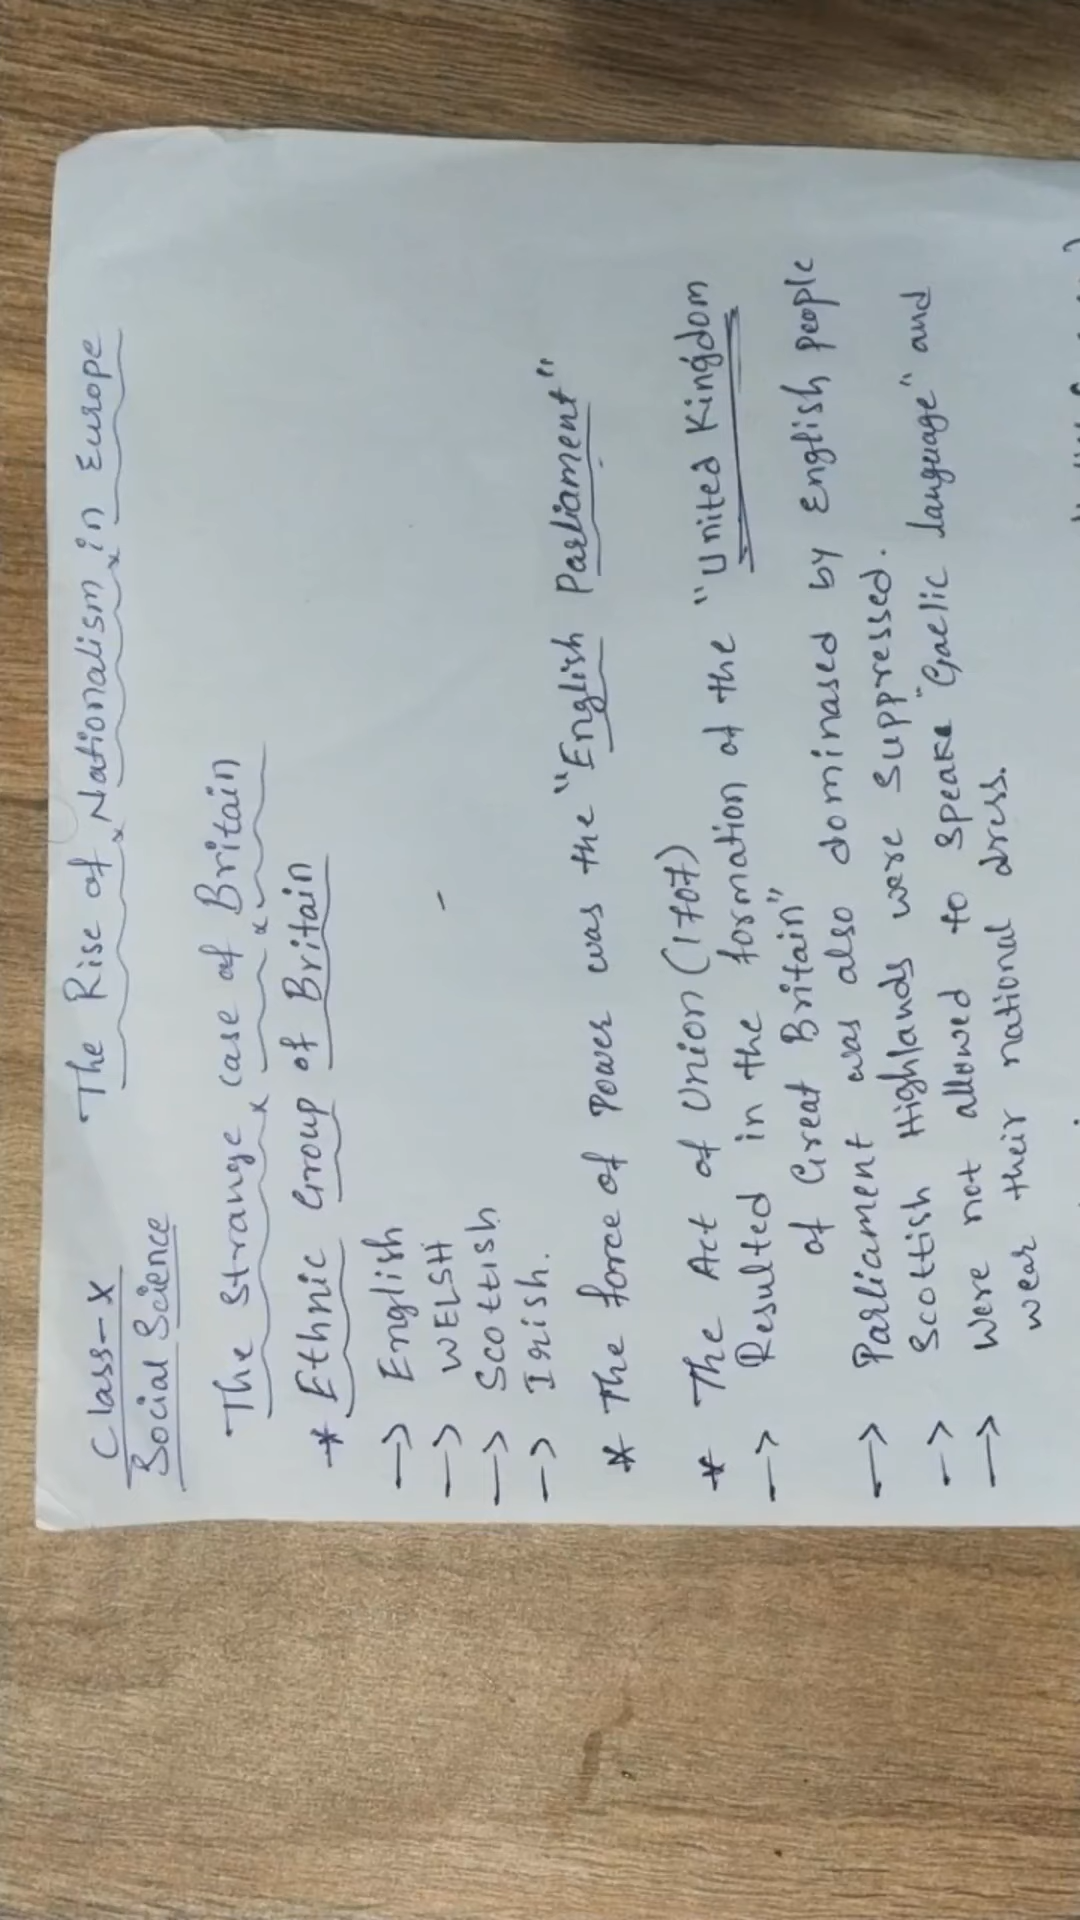 Class-X
Social Science
The Rise of Nationalism in Europe
The Strange case of Britain
* Ethnic Group of Britain
→ English
→ WELSH
→ Scottish
→ Irish.
* The force of Power was the "English Parliament"
* The Act of Union (1707)
→ Resulted in the formation of the "United Kingdom
of Great Britain"
→ Parliament was also dominased by English people
→ Scottish Highlands were suppressed.
→ Were not allowed to speake "Gaelic language" and
wear their national dress.